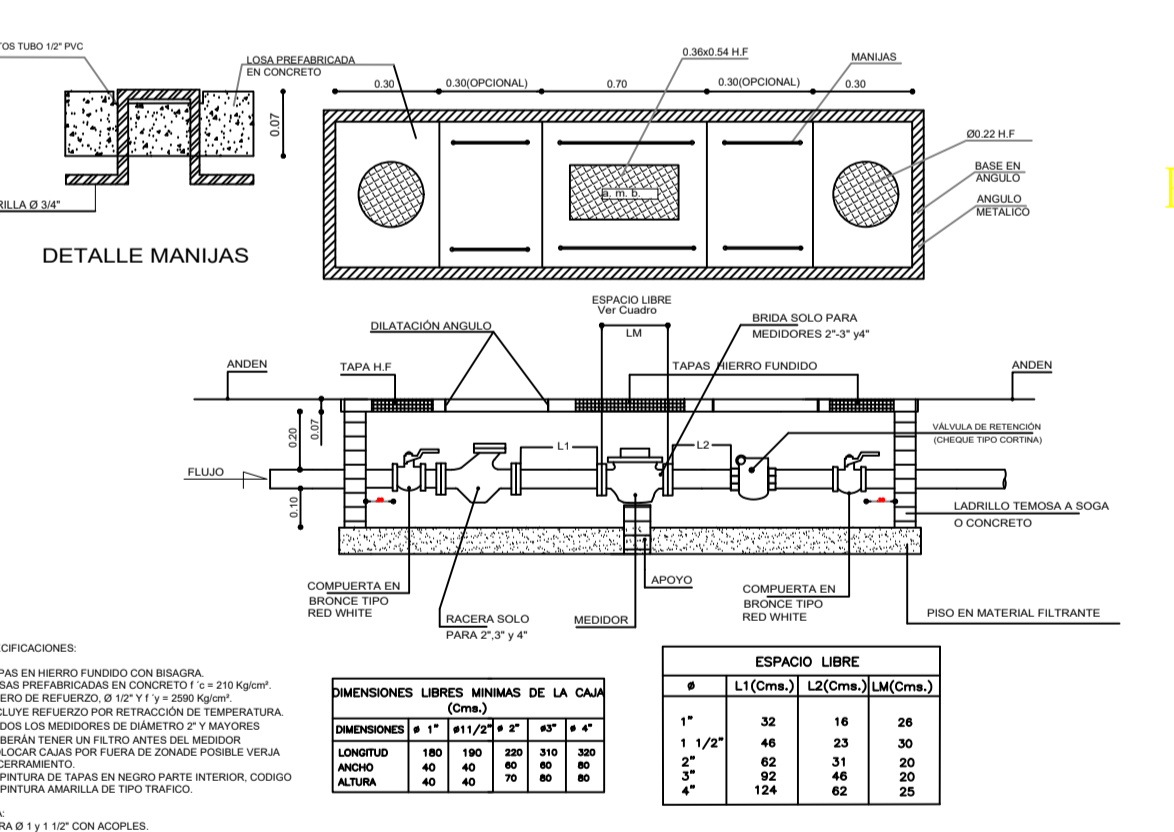 TOS TUBO 1/2" PVC
LOSA PREFABRICADA
EN CONCRETO
0.07
RILLA Ø 3/4"
DETALLE MANIJAS
0.36x0.54 H.F
MANIJAS
0.30
0.30(OPCIONAL)
0.70
0.30(OPCIONAL)
0.30
Ø0.22 H.F
BASE EN
ANGULO
ANGULO
METALICO
a. m. b.
ESPACIO LIBRE
Ver Cuadro
LM
BRIDA SOLO PARA
MEDIDORES 2"-3" y4"
DILATACIÓN ANGULO
ANDEN
TAPA H.F
TAPAS HIERRO FUNDIDO
ANDEN
0.20
0.07
L1
L2
VÁLVULA DE RETENCIÓN
(CHEQUE TIPO CORTINA)
FLUJO
0.10
LADRILLO TEMOSA A SOGA
O CONCRETO
COMPUERTA EN
BRONCE TIPO
RED WHITE
RACERA SOLO
PARA 2",3" y 4"
MEDIDOR
APOYO
COMPUERTA EN
BRONCE TIPO
RED WHITE
PISO EN MATERIAL FILTRANTE
ECIFICACIONES:
APAS EN HIERRO FUNDIDO CON BISAGRA.
SAS PREFABRICADAS EN CONCRETO f ´c = 210 Kg/cm².
ERO DE REFUERZO, Ø 1/2" Y f ´y = 2590 Kg/cm².
CLUYE REFUERZO POR RETRACCIÓN DE TEMPERATURA.
DOS LOS MEDIDORES DE DIÁMETRO 2" Y MAYORES
BERÁN TENER UN FILTRO ANTES DEL MEDIDOR
OLOCAR CAJAS POR FUERA DE ZONADE POSIBLE VERJA
CERRAMIENTO.
PINTURA DE TAPAS EN NEGRO PARTE INTERIOR, CODIGO
PINTURA AMARILLA DE TIPO TRAFICO.
A:
RA Ø 1 y 1 1/2" CON ACOPLES.
DIMENSIONES LIBRES MINIMAS DE LA CAJA
(Cms.)
DIMENSIONES ø 1" ø11/2" ø 2" ø3" ø 4"
LONGITUD 180 190 220 310 320
ANCHO 40 40 60 60 80
ALTURA 40 40 70 80 80
ESPACIO LIBRE
ø L1(Cms.) L2(Cms.) LM(Cms.)
1" 32 16 26
1 1/2" 46 23 30
2" 62 31 20
3" 92 46 20
4" 124 62 25